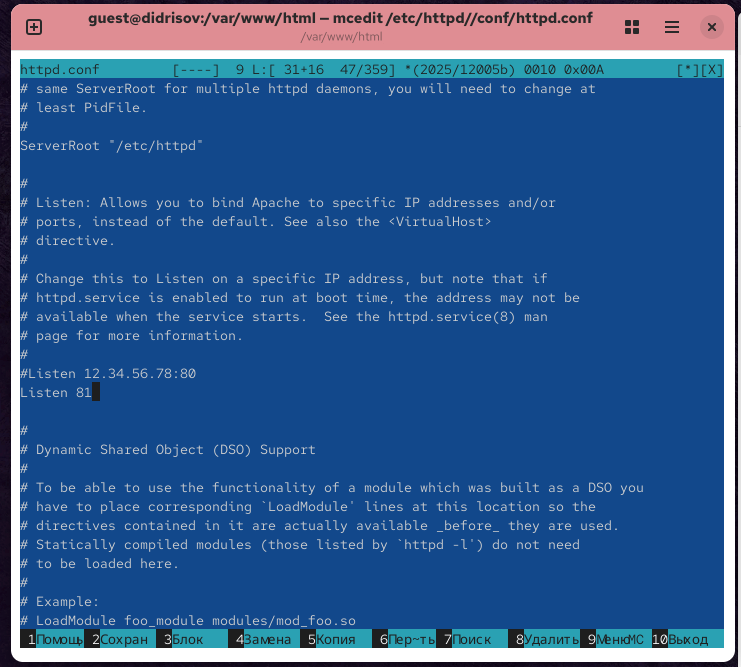 guest@didrisov:/var/www/html — mcedit /etc/httpd//conf/httpd.conf
/var/www/html
httpd.conf         [----]  9 L:[ 31+16  47/359] *(2025/12005b) 0010 0x00A         [*][X]
# same ServerRoot for multiple httpd daemons, you will need to change at
# least PidFile.
#
ServerRoot "/etc/httpd"
#
# Listen: Allows you to bind Apache to specific IP addresses and/or
# ports, instead of the default. See also the <VirtualHost>
# directive.
#
# Change this to Listen on a specific IP address, but note that if
# httpd.service is enabled to run at boot time, the address may not be
# available when the service starts.  See the httpd.service(8) man
# page for more information.
#
#Listen 12.34.56.78:80
Listen 81
#
# Dynamic Shared Object (DSO) Support
#
# To be able to use the functionality of a module which was built as a DSO you
# have to place corresponding `LoadModule' lines at this location so the
# directives contained in it are actually available _before_ they are used.
# Statically compiled modules (those listed by `httpd -l') do not need
# to be loaded here.
#
# Example:
# LoadModule foo_module modules/mod_foo.so
1Помощь 2Сохран 3Блок 4Замена 5Копия 6Пер~ть 7Поиск 8Удалить 9МенюMC 10Выход